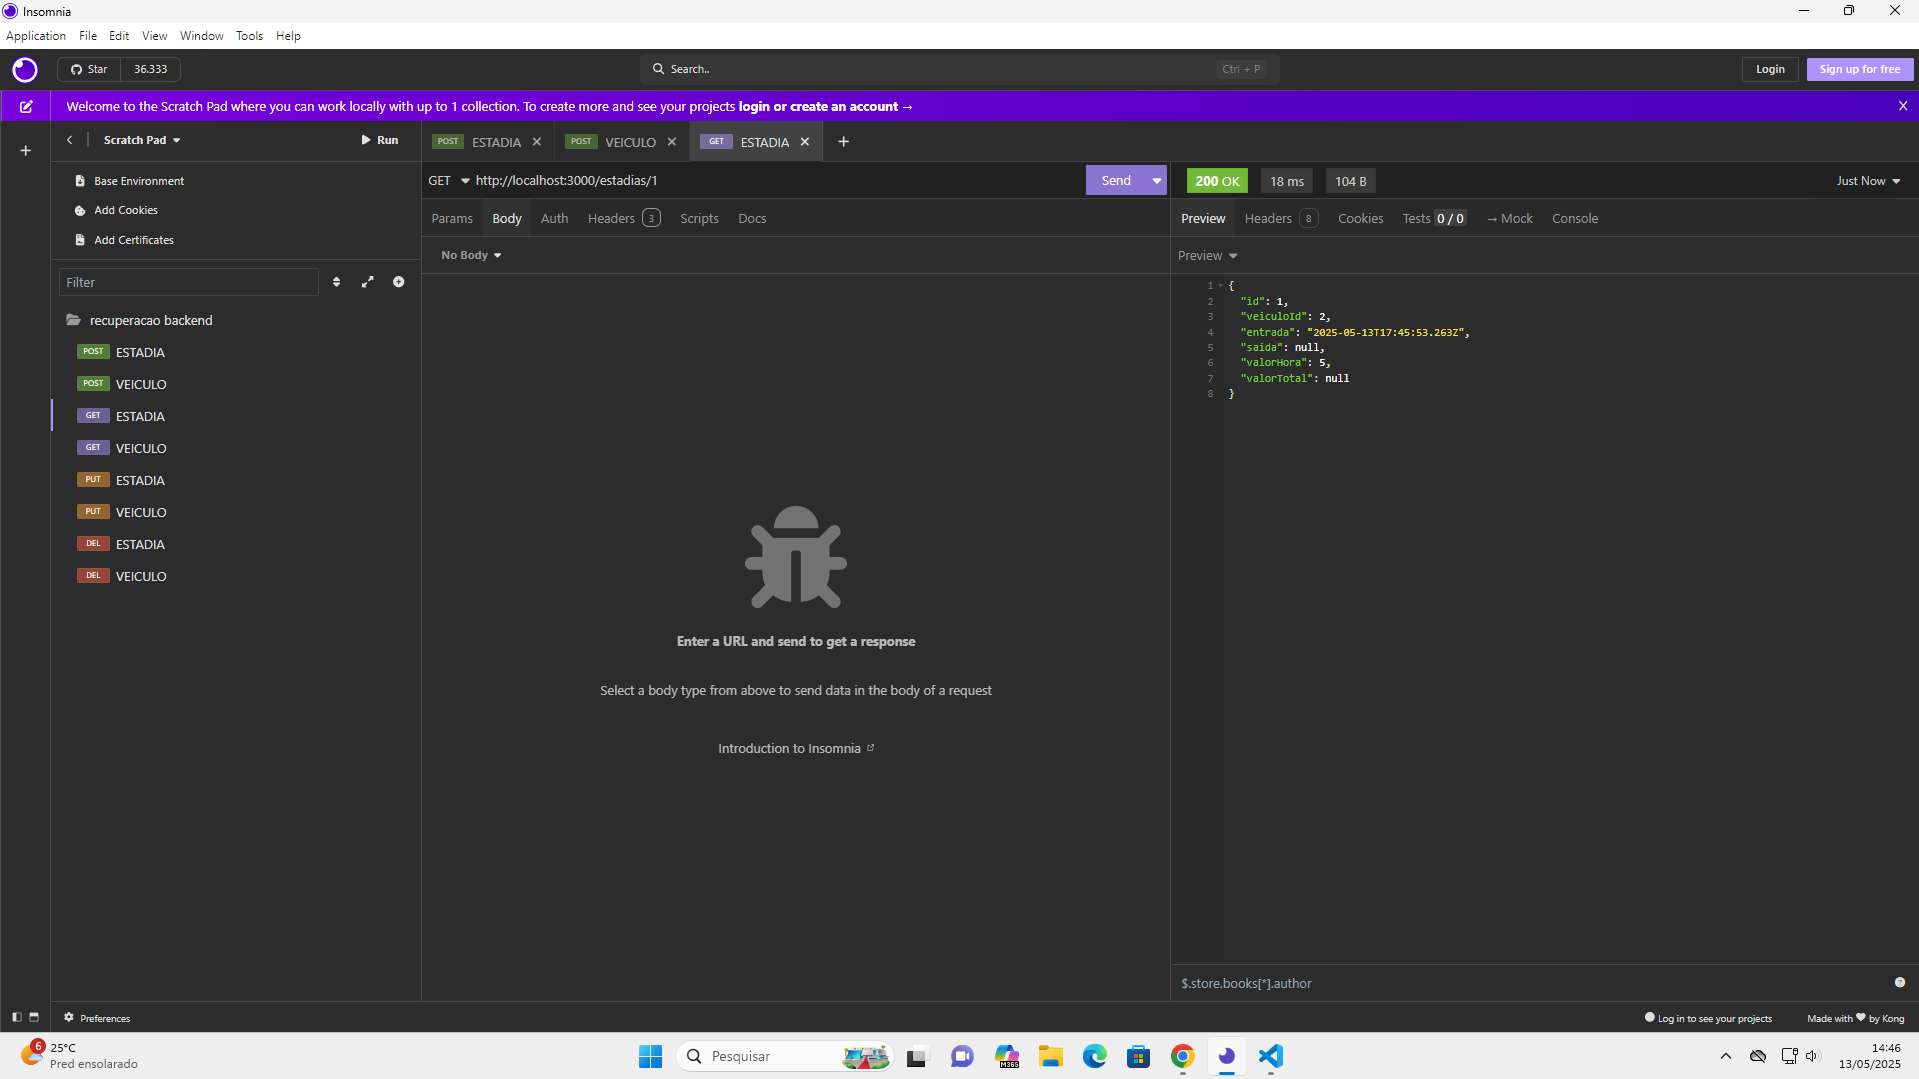 Insomnia
Application File Edit View Window Tools Help
Star 36.333
Search.. Ctrl + P
Login Sign up for free
Welcome to the Scratch Pad where you can work locally with up to 1 collection. To create more and see your projects login or create an account →
Scratch Pad Run
POST ESTADIA POST VEICULO GET ESTADIA
Base Environment
Add Cookies
Add Certificates
Filter
recuperacao backend
POST ESTADIA
POST VEICULO
GET ESTADIA
GET VEICULO
PUT ESTADIA
PUT VEICULO
DEL ESTADIA
DEL VEICULO
GET http://localhost:3000/estadias/1 Send
Params Body Auth Headers 3 Scripts Docs
No Body
Enter a URL and send to get a response
Select a body type from above to send data in the body of a request
Introduction to Insomnia
200 OK 18 ms 104 B Just Now
Preview Headers 8 Cookies Tests 0 / 0 → Mock Console
Preview
1 {
2 "id": 1,
3 "veiculoId": 2,
4 "entrada": "2025-05-13T17:45:53.263Z",
5 "saida": null,
6 "valorHora": 5,
7 "valorTotal": null
8 }
$.store.books[*].author
Preferences
Log in to see your projects Made with ♥ by Kong
6
25°C
Pred ensolarado
Pesquisar
M365
14:46
13/05/2025